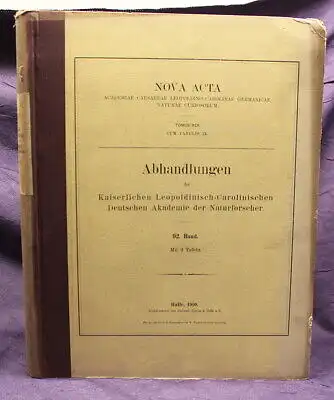 NOVA ACTA
ACADEMIAE CAESAREAE LEOPOLDINO-CAROLINAE GERMANICAE
NATURAE CURIOSORUM.
TOMUS XCII.
CUM TABULIS IX.
Abhandlungen
der
Kaiserlichen Leopoldinisch-Carolinischen
Deutschen Akademie der Naturforscher.
92. Band.
Mit 9 Tafeln.
Halle, 1910.